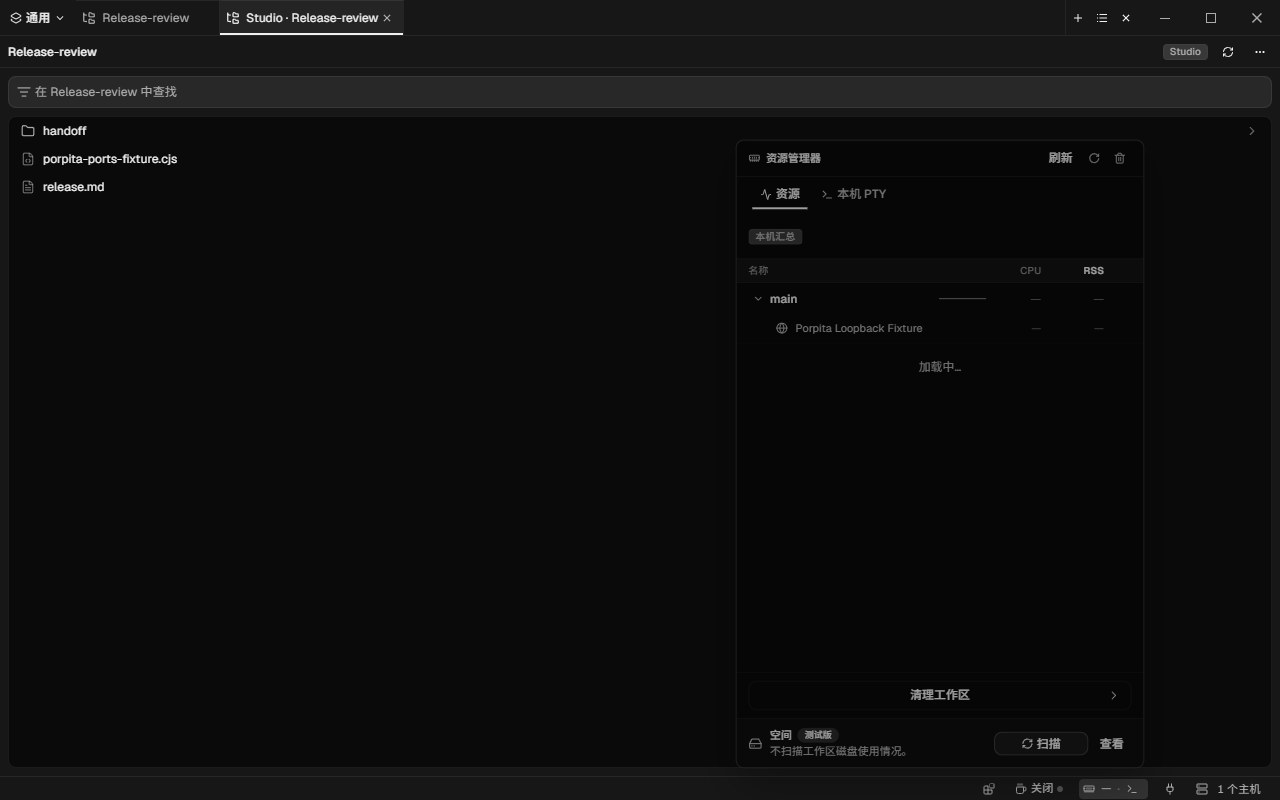 通用 Release-review Studio · Release-review
Release-review Studio
在 Release-review 中查找
handoff
porpita-ports-fixture.cjs
release.md
资源管理器 刷新
资源 本机 PTY
本机汇总
名称 CPU RSS
main — —
Porpita Loopback Fixture — —
加载中…
清理工作区
空间 测试版
不扫描工作区磁盘使用情况。
扫描 查看
关闭 — · 1 个主机